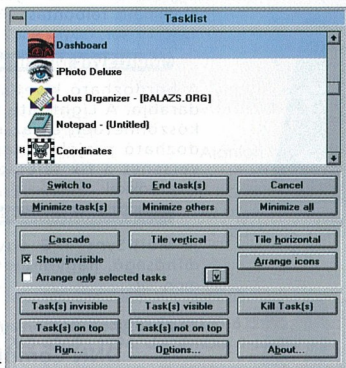 Tasklist
Dashboard
iPhoto Deluxe
Lotus Organizer - [BALAZS.ORG]
Notepad - (Untitled)
¤ Coordinates
Switch to End task(s) Cancel
Minimize task(s) Minimize others Minimize all
Cascade Tile vertical Tile horizontal
Show invisible Arrange icons
Arrange only selected tasks v
Task(s) invisible Task(s) visible Kill Task(s)
Task(s) on top Task(s) not on top
Run... Options... About...